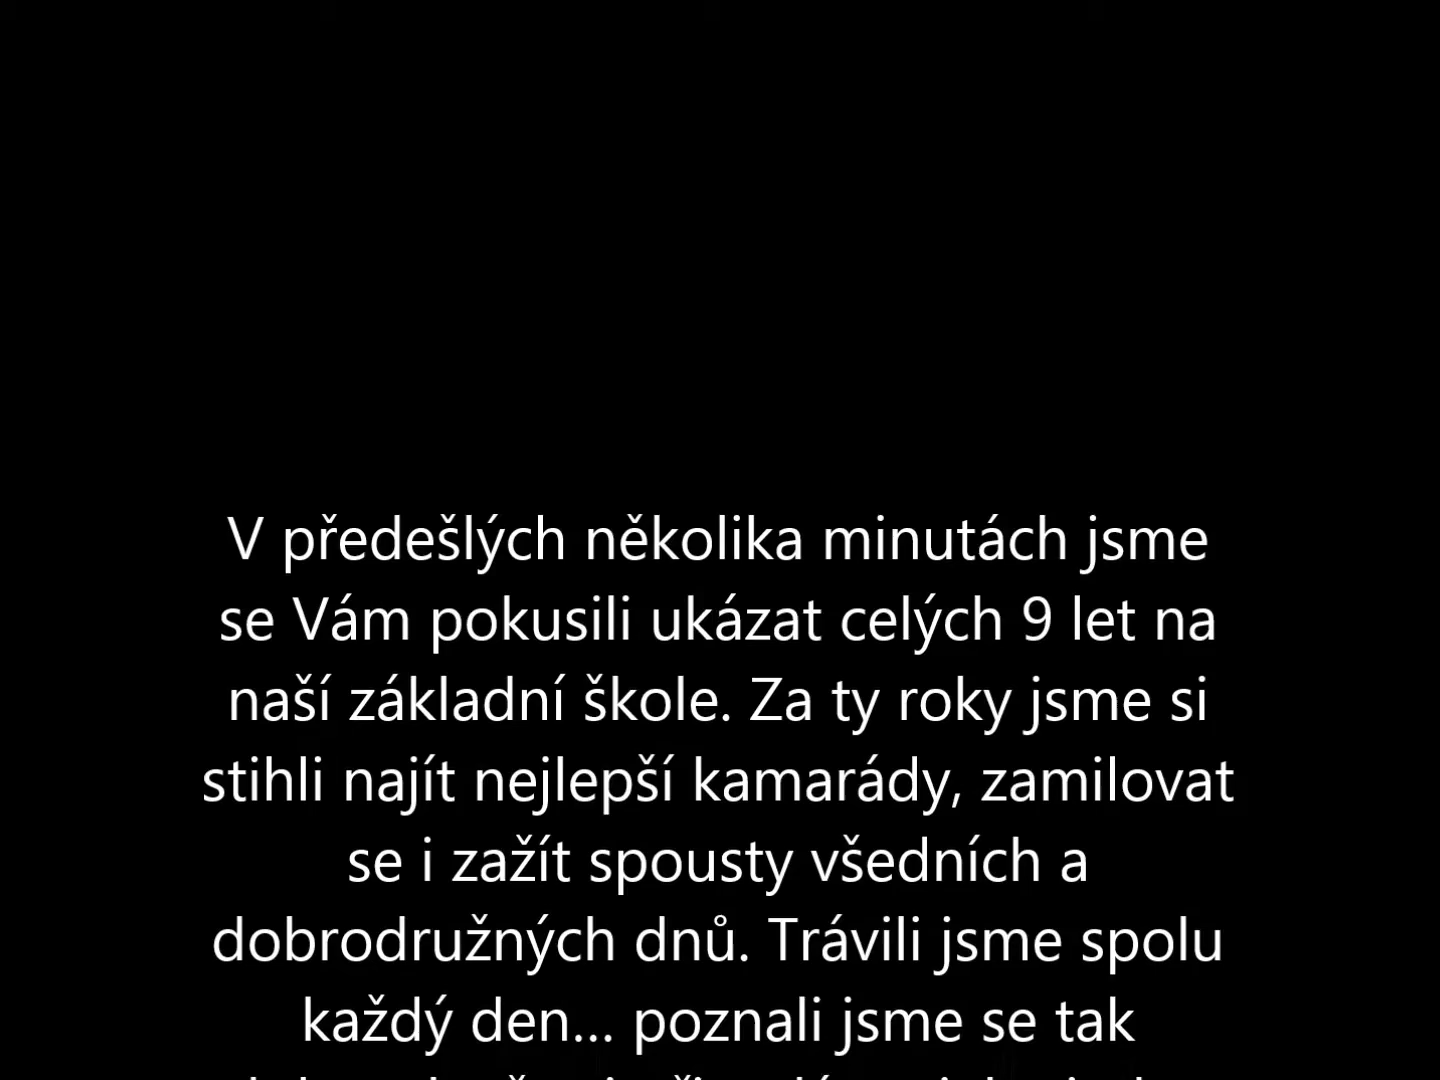 V předešlých několika minutách jsme
se Vám pokusili ukázat celých 9 let na
naší základní škole. Za ty roky jsme si
stihli najít nejlepší kamarády, zamilovat
se i zažít spousty všedních a
dobrodružných dnů. Trávili jsme spolu
každý den... poznali jsme se tak